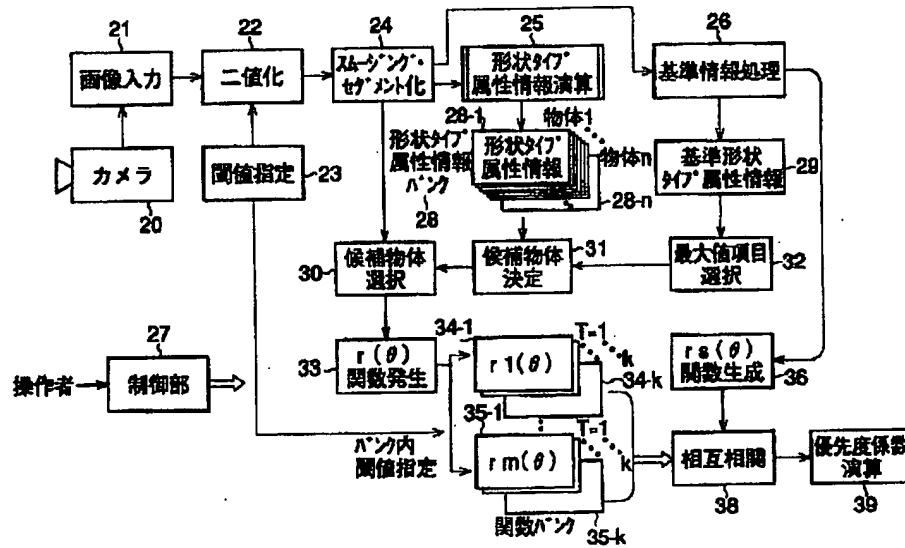 21
22
24
25
26
画像入力
二値化
スムージング・
セグメント化
形状タイプ
属性情報演算
基準情報処理
カメラ
20
閾値指定
23
形状タイプ
属性情報
バンク
28
28-1
物体1
形状タイプ
属性情報
物体n
28-n
基準形状
タイプ属性情報
29
30
候補物体
選択
31
候補物体
決定
最大値項目
選択
32
27
操作者
制御部
33
r(θ)
関数発生
34-1
T=1
k
r1(θ)
34-k
rs(θ)
関数生成
36
バンク内
閾値指定
35-1
T=1
k
rm(θ)
関数バンク
35-k
相互相関
38
優先度係数
演算
39